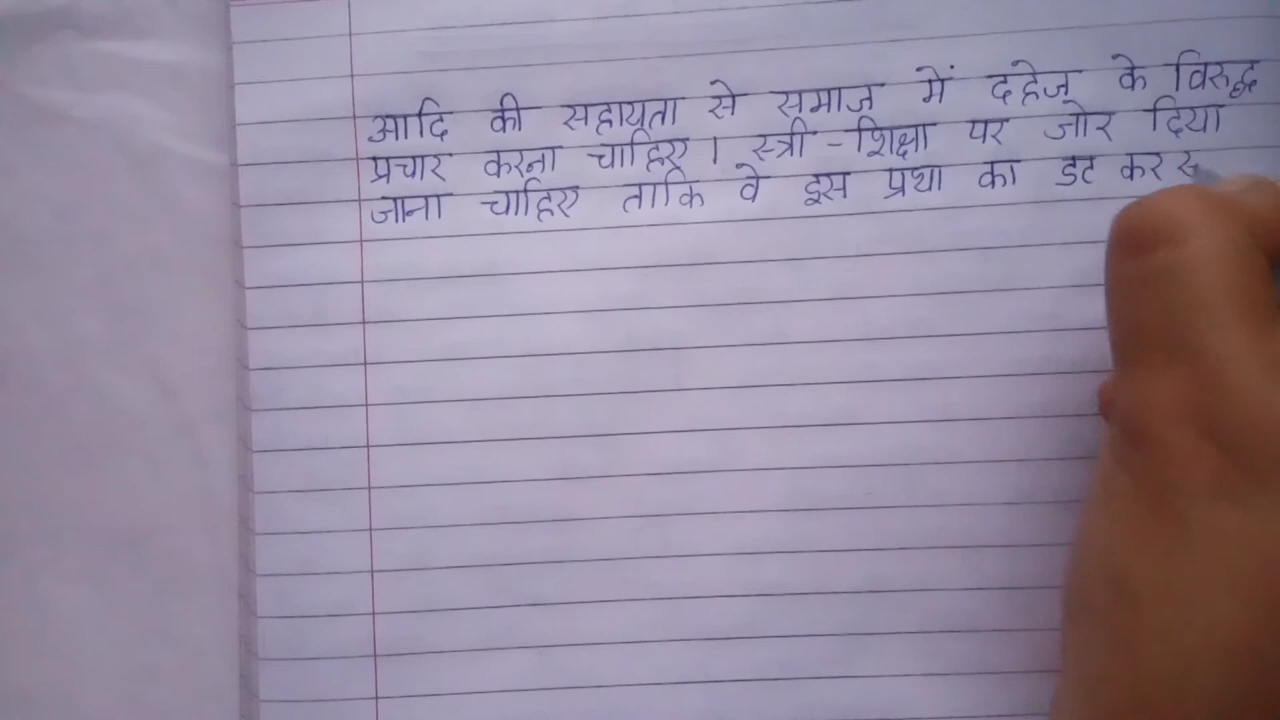 आदि की सहायता से समाज में दहेज के विरुद्ध
प्रचार करना चाहिए। स्त्री-शिक्षा पर जोर दिया
जाना चाहिए ताकि वे इस प्रथा का डट कर